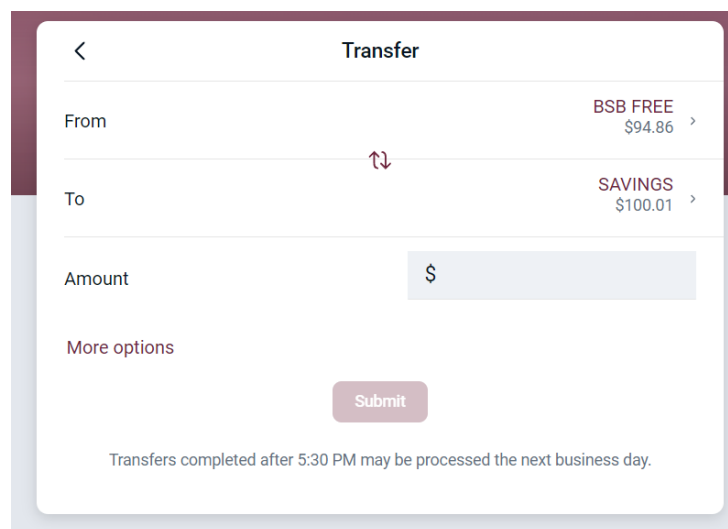 Transfer
From
BSB FREE
$94.86
To
SAVINGS
$100.01
Amount
$
More options
Submit
Transfers completed after 5:30 PM may be processed the next business day.